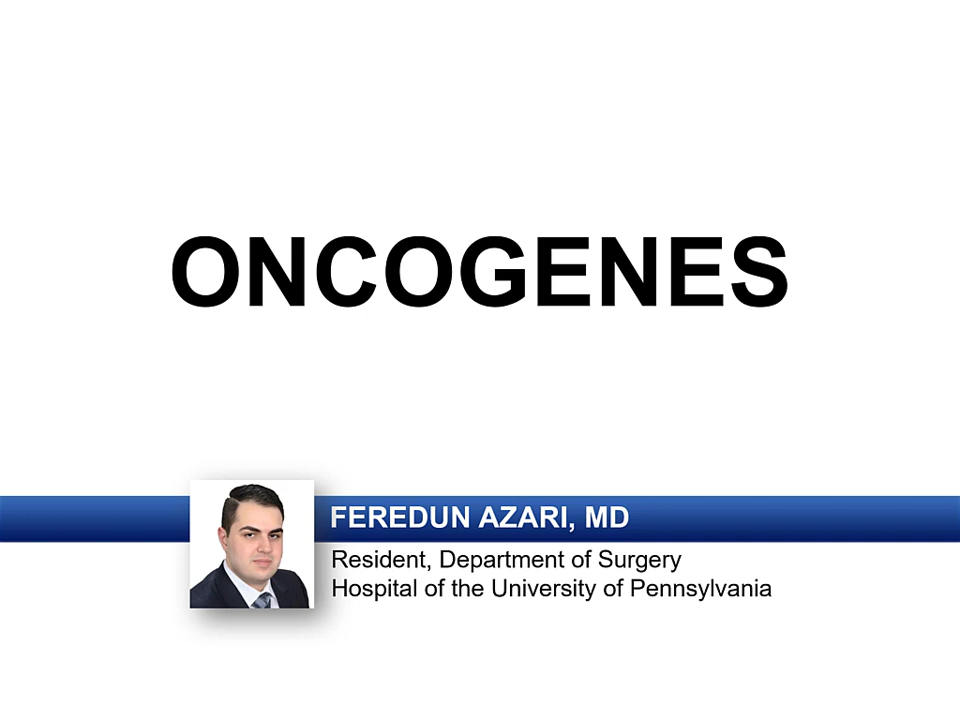 ONCOGENES
FEREDUN AZARI, MD
Resident, Department of Surgery
Hospital of the University of Pennsylvania